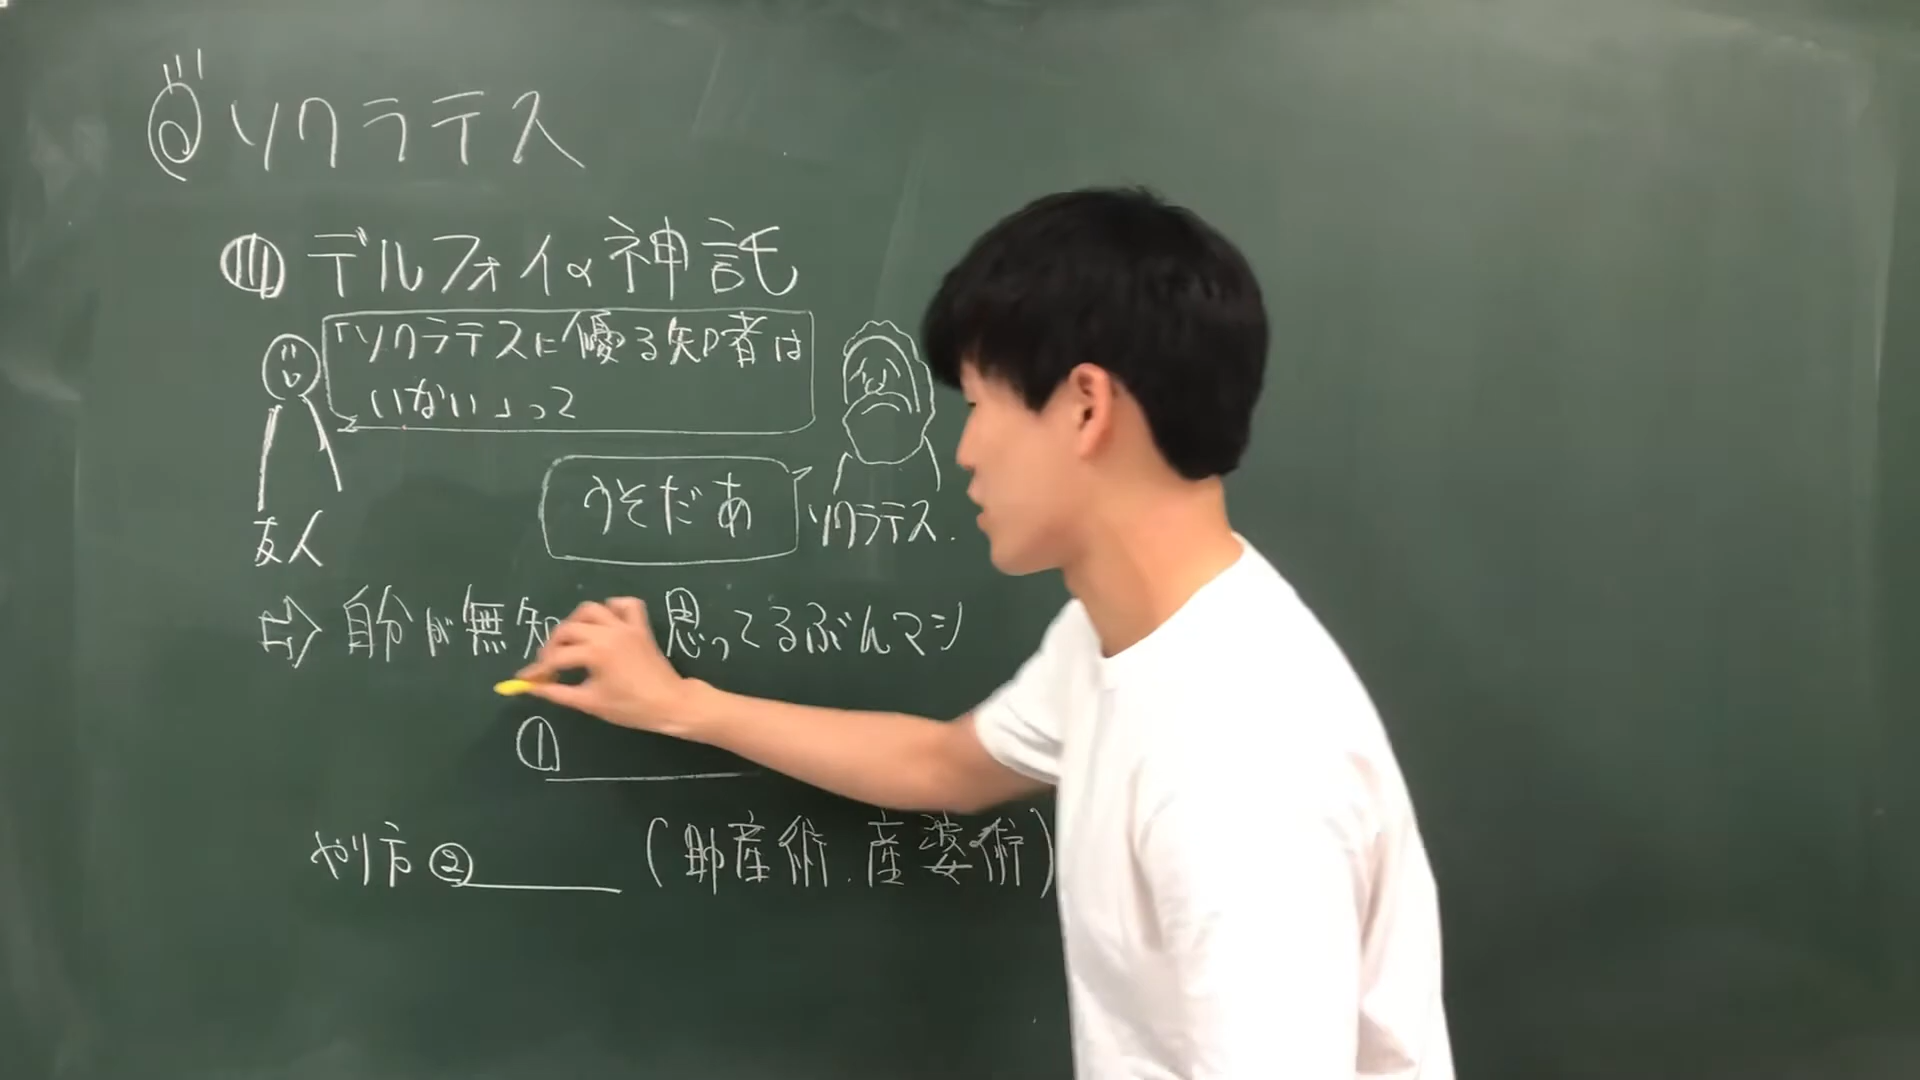 ◎ソクラテス
デルフォイの神託
「ソクラテスに優る知者は
いない」って
うそだあ
ソクラテス.
友人
⇨ 自分が無知 思ってるぶんマシ
①
やり方 ② (助産術.産婆術)